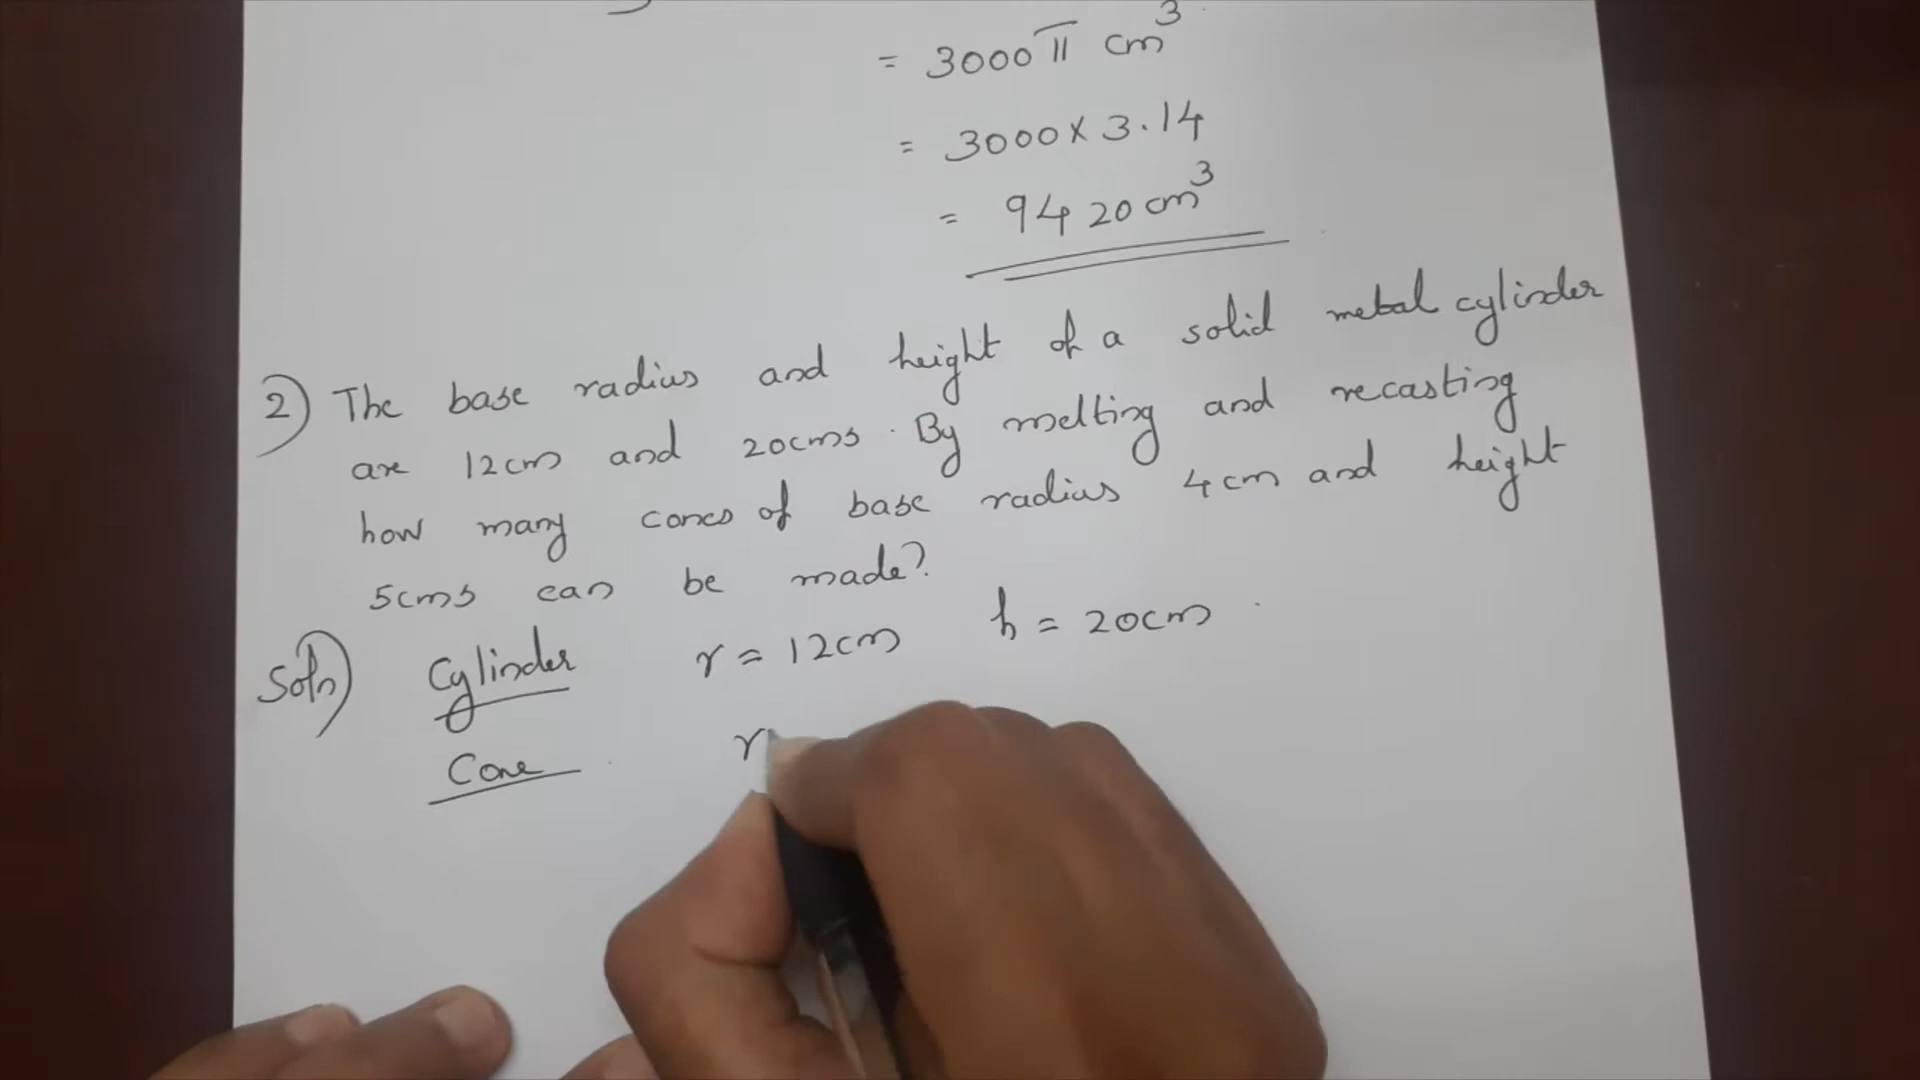 = 3000 π cm³
= 3000 × 3.14
= 9420 cm³
2) The base radius and height of a solid metal cylinder
are 12cm and 20cms. By melting and recasting
how many cones of base radius 4cm and height
5cms can be made?
Soln) Cylinder r = 12cm h = 20cm
Cone r